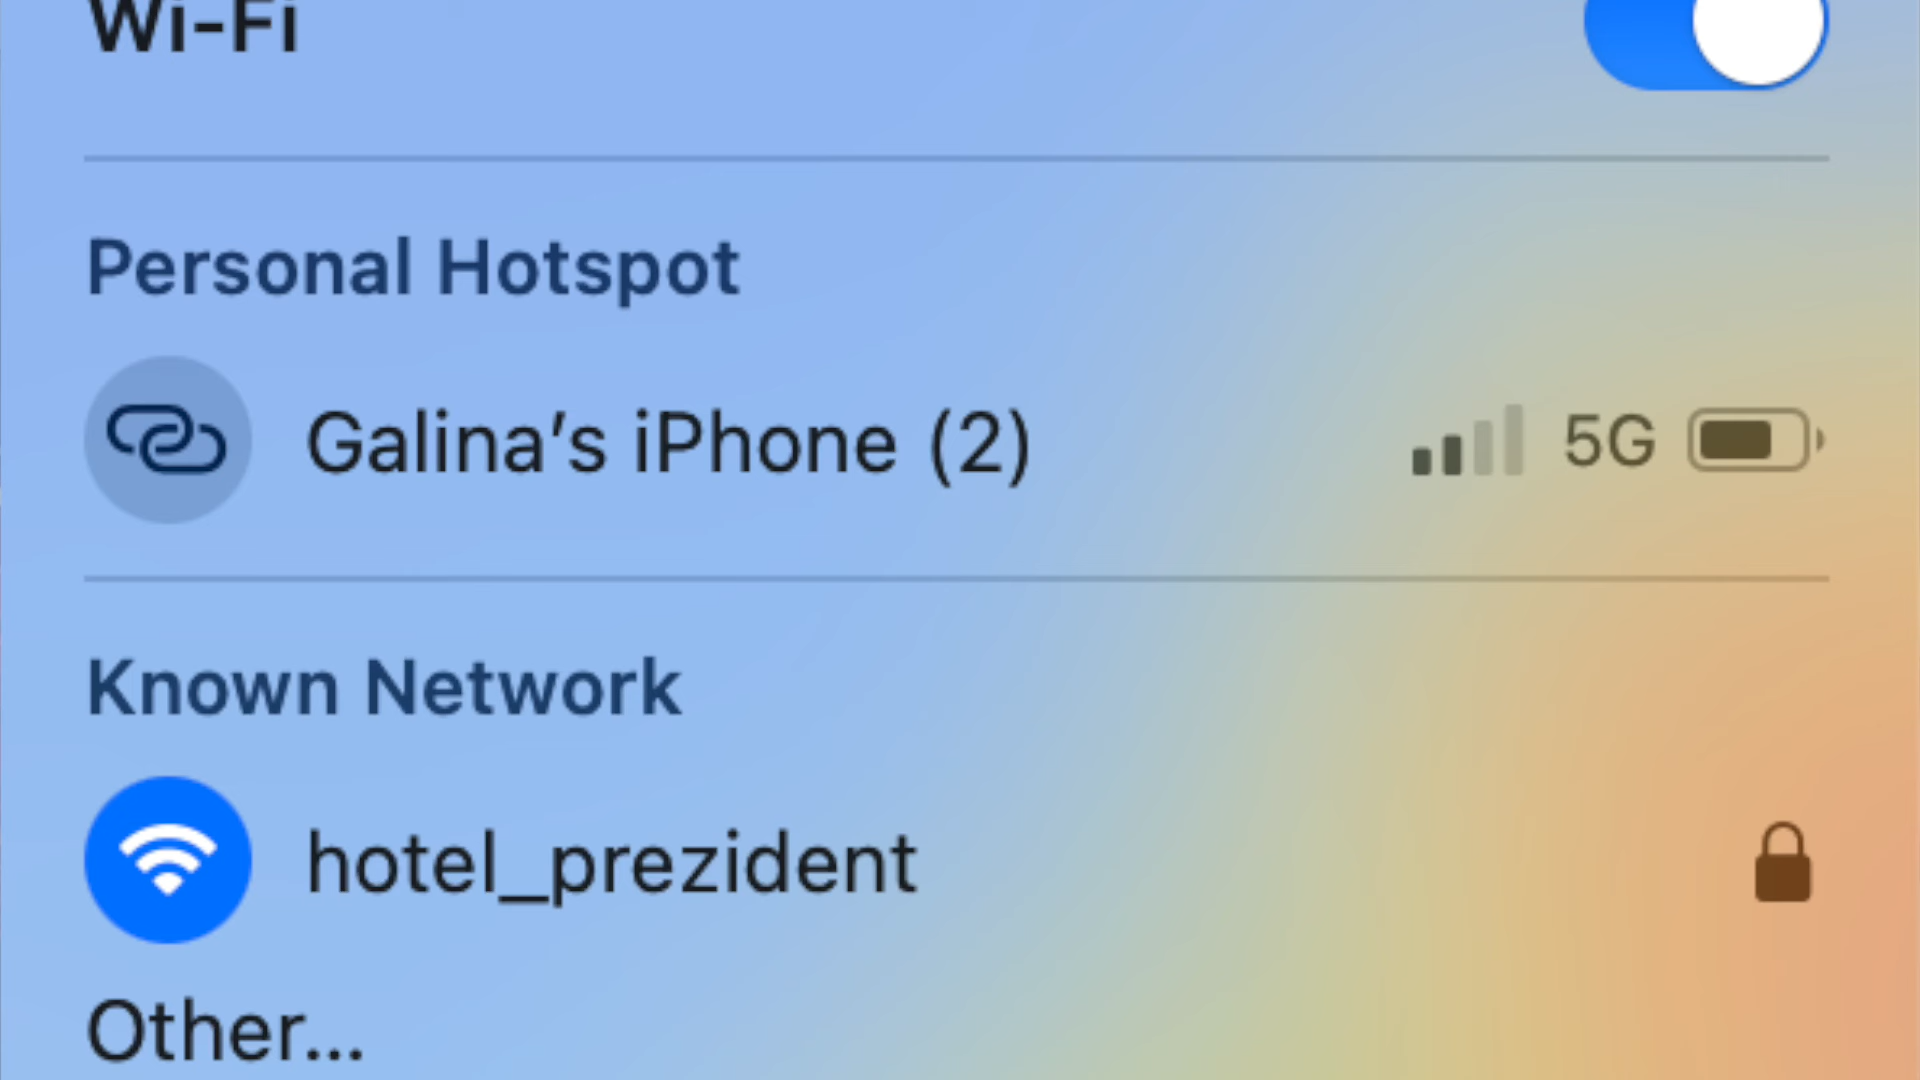 Wi-Fi
Personal Hotspot
Galina’s iPhone (2) 5G
Known Network
hotel_prezident
Other...